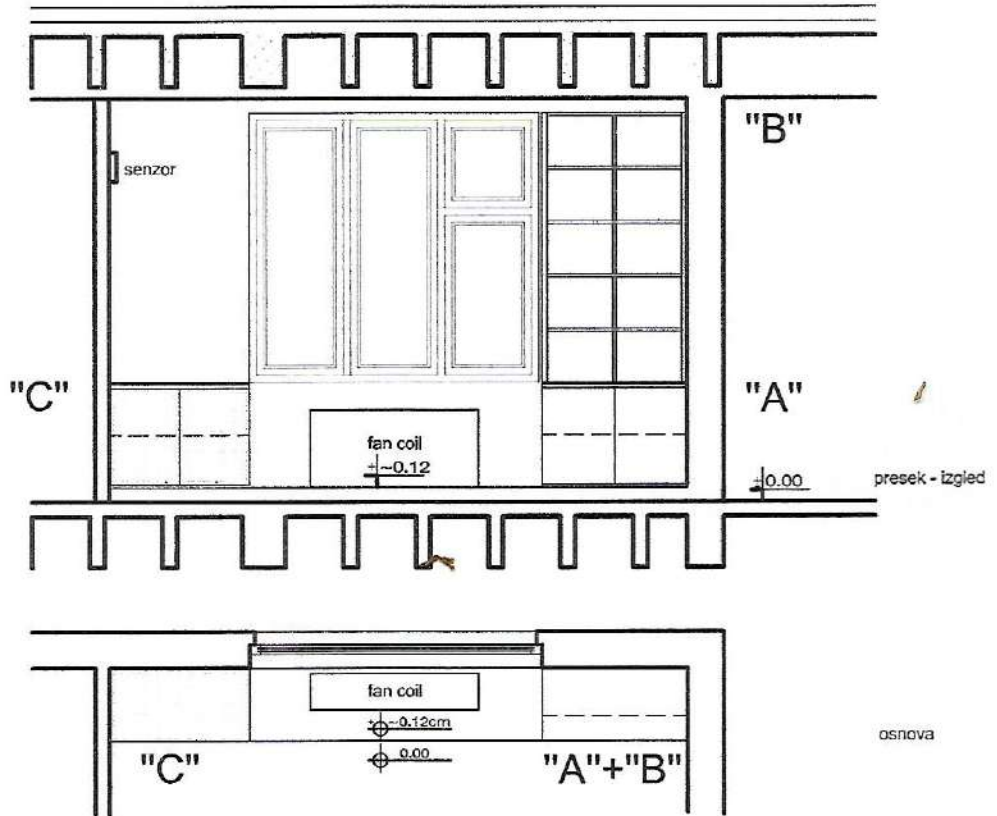 "B"
senzor
"C"
"A"
fan coil
+~0.12
+0.00
presek - izgled
fan coil
+~0.12cm
0.00
osnova
"C"
"A"+"B"